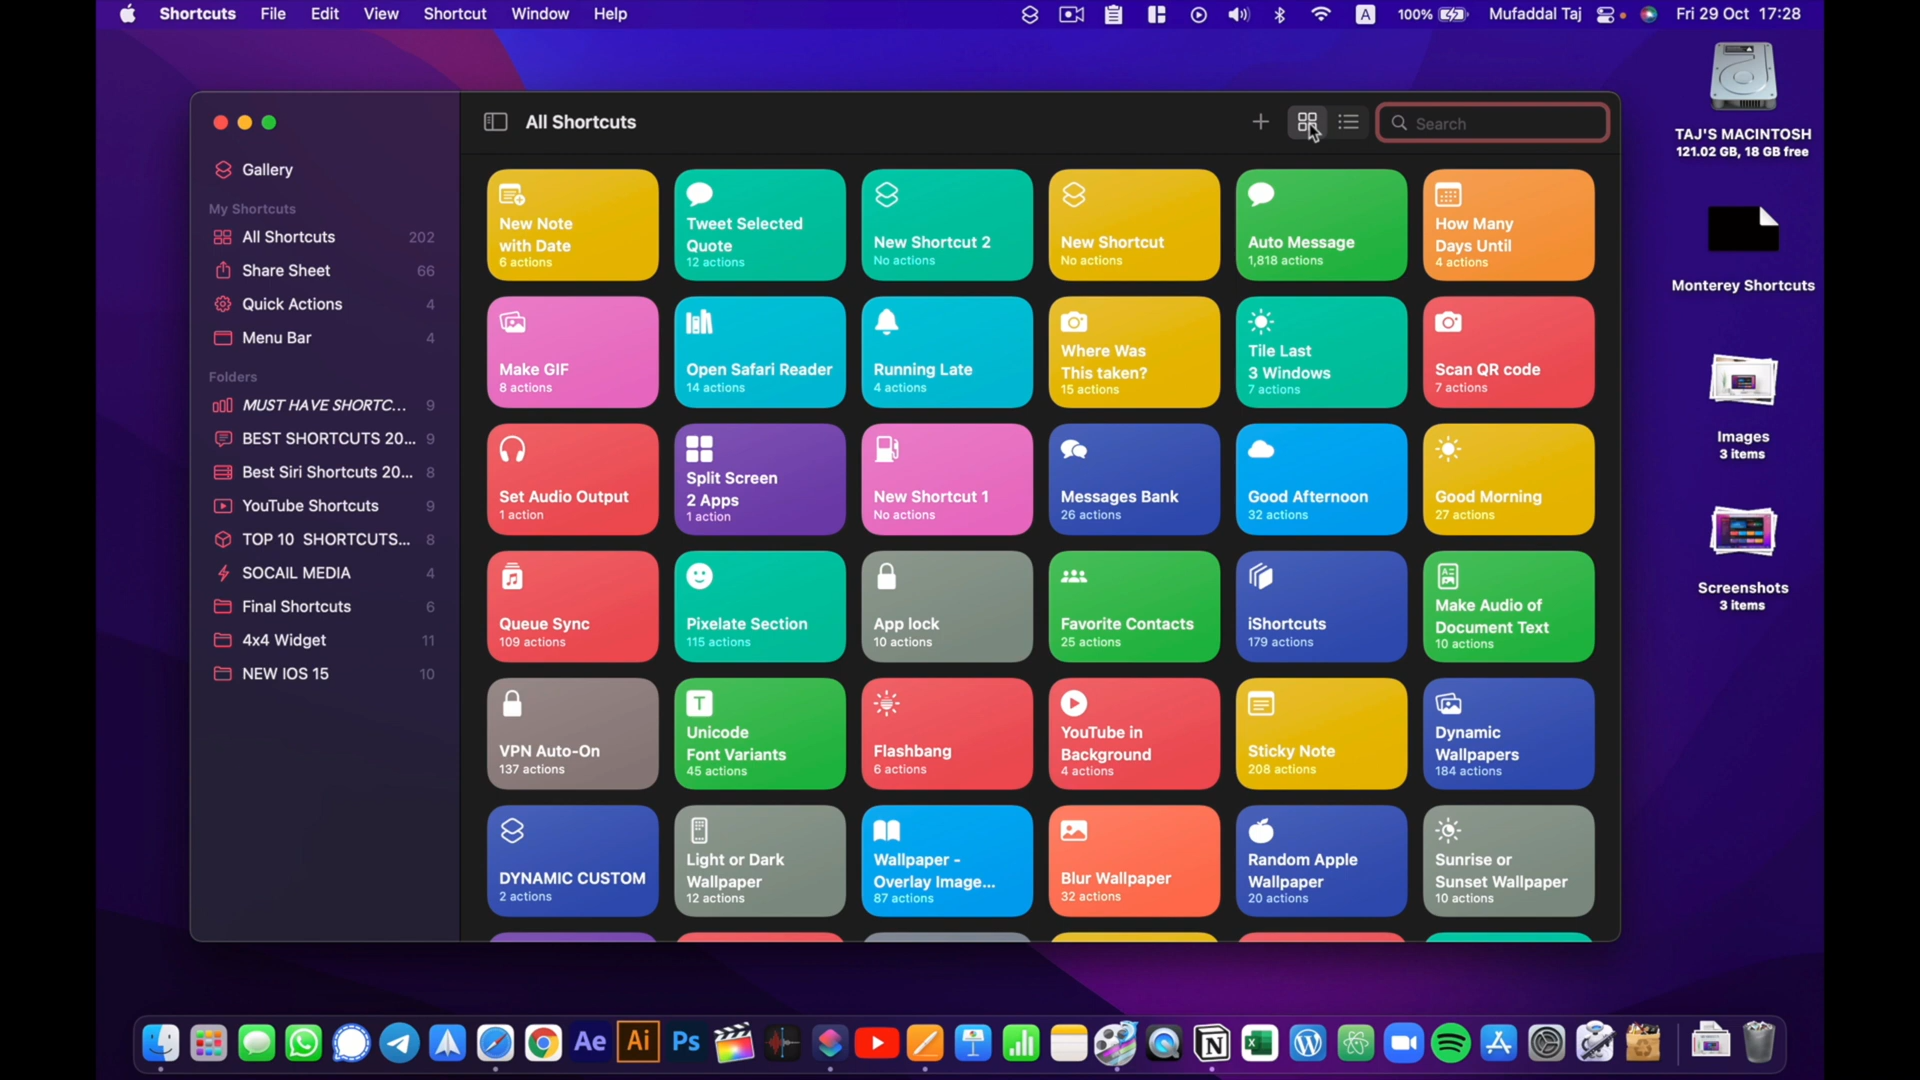 Shortcuts File Edit View Shortcut Window Help
A 100% Mufaddal Taj Fri 29 Oct 17:28
All Shortcuts
Search
Gallery
My Shortcuts
All Shortcuts 202
Share Sheet 66
Quick Actions 4
Menu Bar 4
Folders
MUST HAVE SHORTC... 9
BEST SHORTCUTS 20... 9
Best Siri Shortcuts 20... 8
YouTube Shortcuts 9
TOP 10 SHORTCUTS... 8
SOCAIL MEDIA 4
Final Shortcuts 6
4x4 Widget 11
NEW IOS 15 10
New Note
with Date
6 actions
Tweet Selected
Quote
12 actions
New Shortcut 2
No actions
New Shortcut
No actions
Auto Message
1,818 actions
How Many
Days Until
4 actions
Make GIF
8 actions
Open Safari Reader
14 actions
Running Late
4 actions
Where Was
This taken?
15 actions
Tile Last
3 Windows
7 actions
Scan QR code
7 actions
Set Audio Output
1 action
Split Screen
2 Apps
1 action
New Shortcut 1
No actions
Messages Bank
26 actions
Good Afternoon
32 actions
Good Morning
27 actions
Queue Sync
109 actions
Pixelate Section
115 actions
App lock
10 actions
Favorite Contacts
25 actions
iShortcuts
179 actions
Make Audio of
Document Text
10 actions
VPN Auto-On
137 actions
T
Unicode
Font Variants
45 actions
Flashbang
6 actions
YouTube in
Background
4 actions
Sticky Note
208 actions
Dynamic
Wallpapers
184 actions
DYNAMIC CUSTOM
2 actions
Light or Dark
Wallpaper
12 actions
Wallpaper -
Overlay Image...
87 actions
Blur Wallpaper
32 actions
Random Apple
Wallpaper
20 actions
Sunrise or
Sunset Wallpaper
10 actions
TAJ'S MACINTOSH
121.02 GB, 18 GB free
Monterey Shortcuts
Images
3 items
Screenshots
3 items
Ae Ai Ps N X W